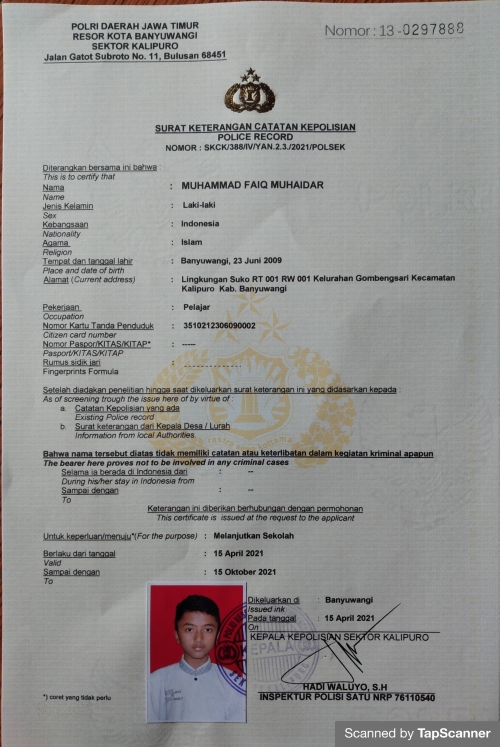 POLRI DAERAH JAWA TIMUR
RESOR KOTA BANYUWANGI
SEKTOR KALIPURO
Jalan Gatot Subroto No. 11, Bulusan 68451
Nomor : 13 -0297888
SURAT KETERANGAN CATATAN KEPOLISIAN
POLICE RECORD
NOMOR : SKCK/388/IV/YAN.2.3./2021/POLSEK
Diterangkan bersama ini bahwa :
This is to certify that
Nama : MUHAMMAD FAIQ MUHAIDAR
Name
Jenis Kelamin : Laki-laki
Sex
Kebangsaan : Indonesia
Nationality
Agama : Islam
Religion
Tempat dan tanggal lahir : Banyuwangi, 23 Juni 2009
Place and date of birth
Alamat (Current address) : Lingkungan Suko RT 001 RW 001 Kelurahan Gombengsari Kecamatan
Kalipuro Kab. Banyuwangi
Pekerjaan : Pelajar
Occupation
Nomor Kartu Tanda Penduduk : 3510212306090002
Citizen card number
Nomor Paspor/KITAS/KITAP* : -----
Pasport/KITAS/KITAP
Rumus sidik jari : --------------
Fingerprints Formula
Setelah diadakan penelitian hingga saat dikeluarkan surat keterangan ini yang didasarkan kepada :
As of screening trough the issue here of by virtue of :
a. Catatan Kepolisian yang ada
Existing Police record
b. Surat keterangan dari Kepala Desa / Lurah
Information from local Authorities.
Bahwa nama tersebut diatas tidak memiliki catatan atau keterlibatan dalam kegiatan kriminal apapun
The bearer here proves not to be involved in any criminal cases
Selama ia berada di Indonesia dari : --
During his/her stay in Indonesia from
Sampai dengan : --
To
Keterangan ini diberikan berhubungan dengan permohonan
This certificate is issued at the request to the applicant
Untuk keperluan/menuju*(For the purpose) : Melanjutkan Sekolah
Berlaku dari tanggal : 15 April 2021
Valid
Sampai dengan : 15 Oktober 2021
To
Dikeluarkan di : Banyuwangi
Issued ink
Pada tanggal : 15 April 2021
On
KEPALA KEPOLISIAN SEKTOR KALIPURO
KEPALA
HADI WALUYO, S.H
INSPEKTUR POLISI SATU NRP 76110540
*) coret yang tidak perlu
Scanned by TapScanner